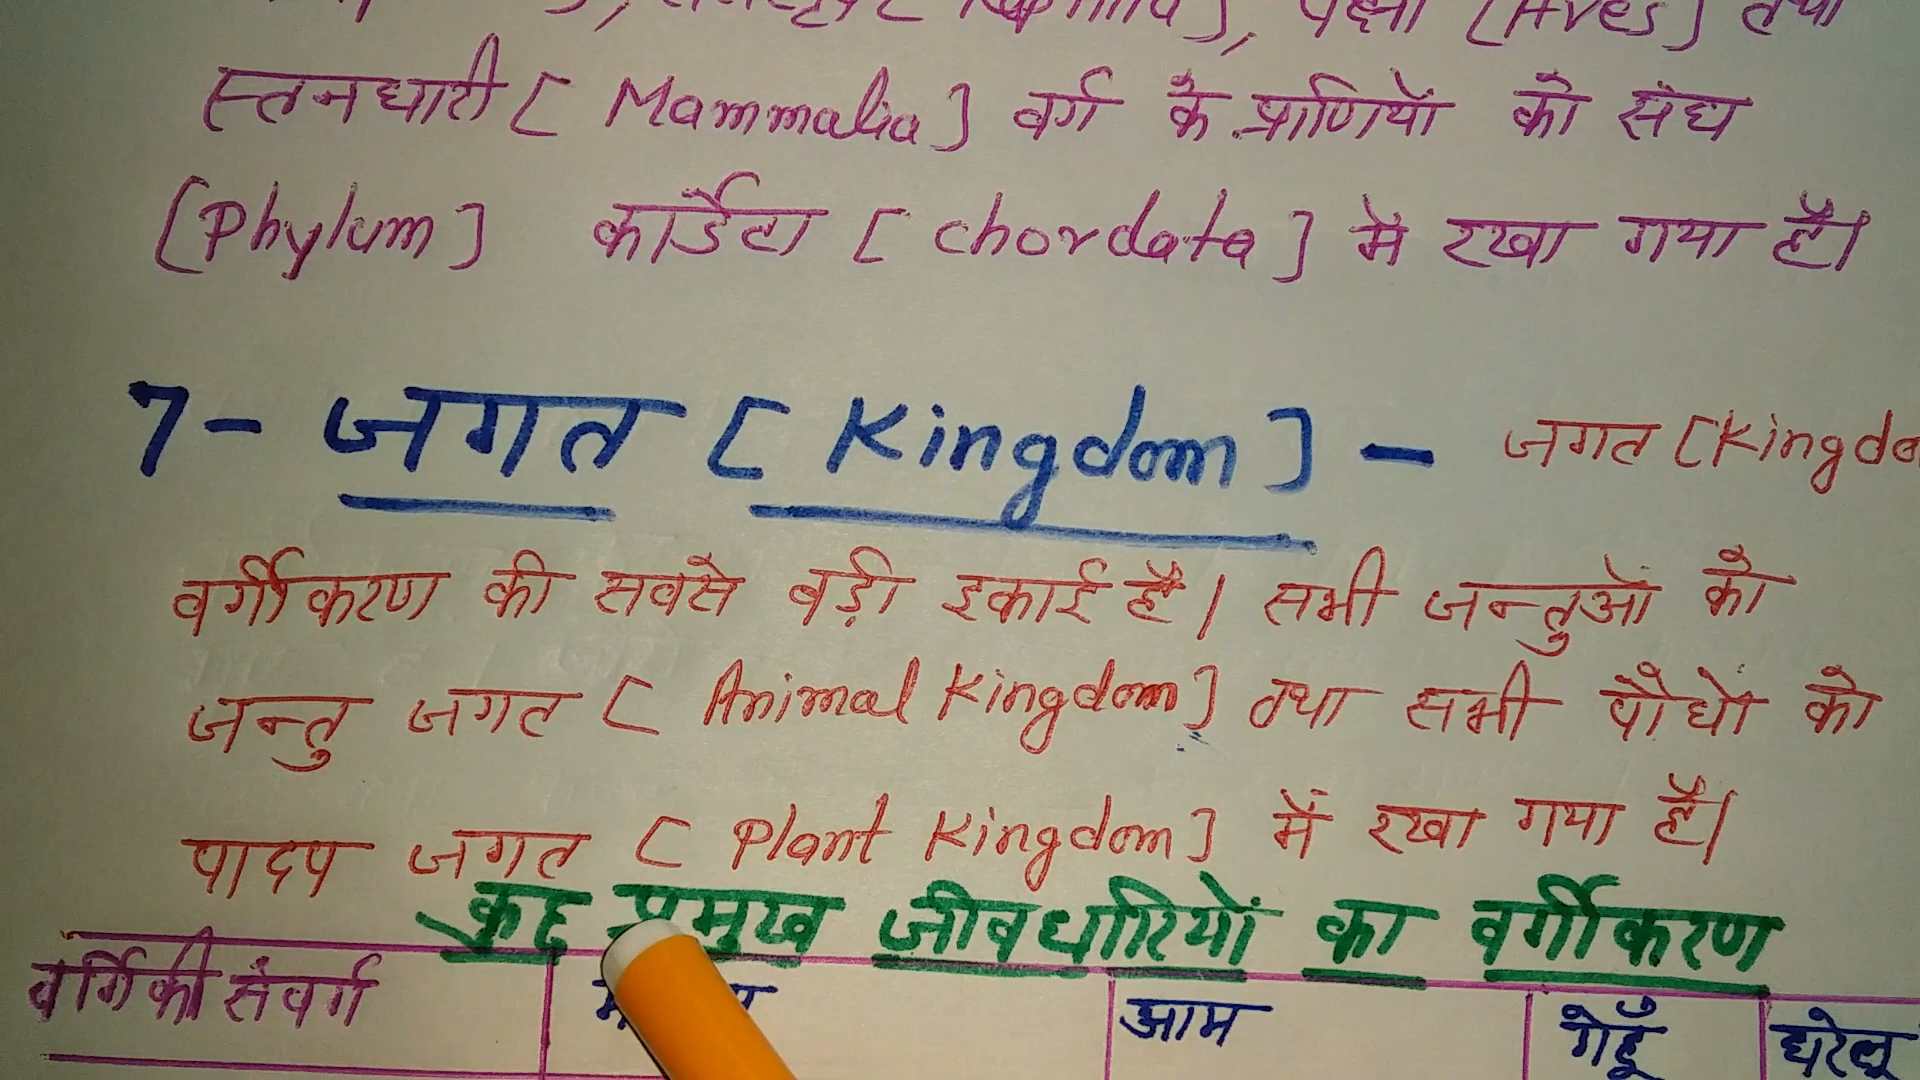 [Aves] तथा
स्तनधारी [ Mammalia ] वर्ग के प्राणियों को संघ
[Phylum] कार्डेटा [ chordata ] में रखा गया है।
7- जगत [ Kingdom ] - जगत [Kingdo
वर्गीकरण की सबसे बड़ी इकाई है। सभी जन्तुओं को
जन्तु जगत [ Animal Kingdom ] तथा सभी पौधों को
पादप जगत [ Plant Kingdom ] में रखा गया है।
कुछ प्रमुख जीवधारियों का वर्गीकरण
वर्गिकी संवर्ग आम गेहूँ घरेलू